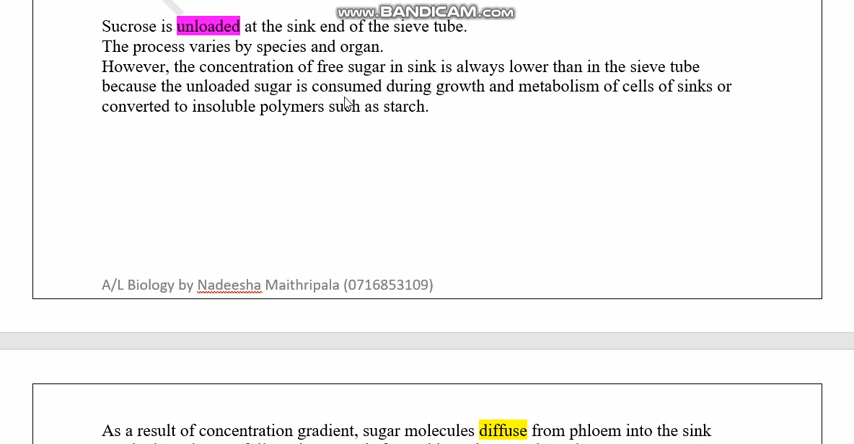 www.BANDICAM.com
Sucrose is unloaded at the sink end of the sieve tube.
The process varies by species and organ.
However, the concentration of free sugar in sink is always lower than in the sieve tube
because the unloaded sugar is consumed during growth and metabolism of cells of sinks or
converted to insoluble polymers such as starch.
A/L Biology by Nadeesha Maithripala (0716853109)
As a result of concentration gradient, sugar molecules diffuse from phloem into the sink